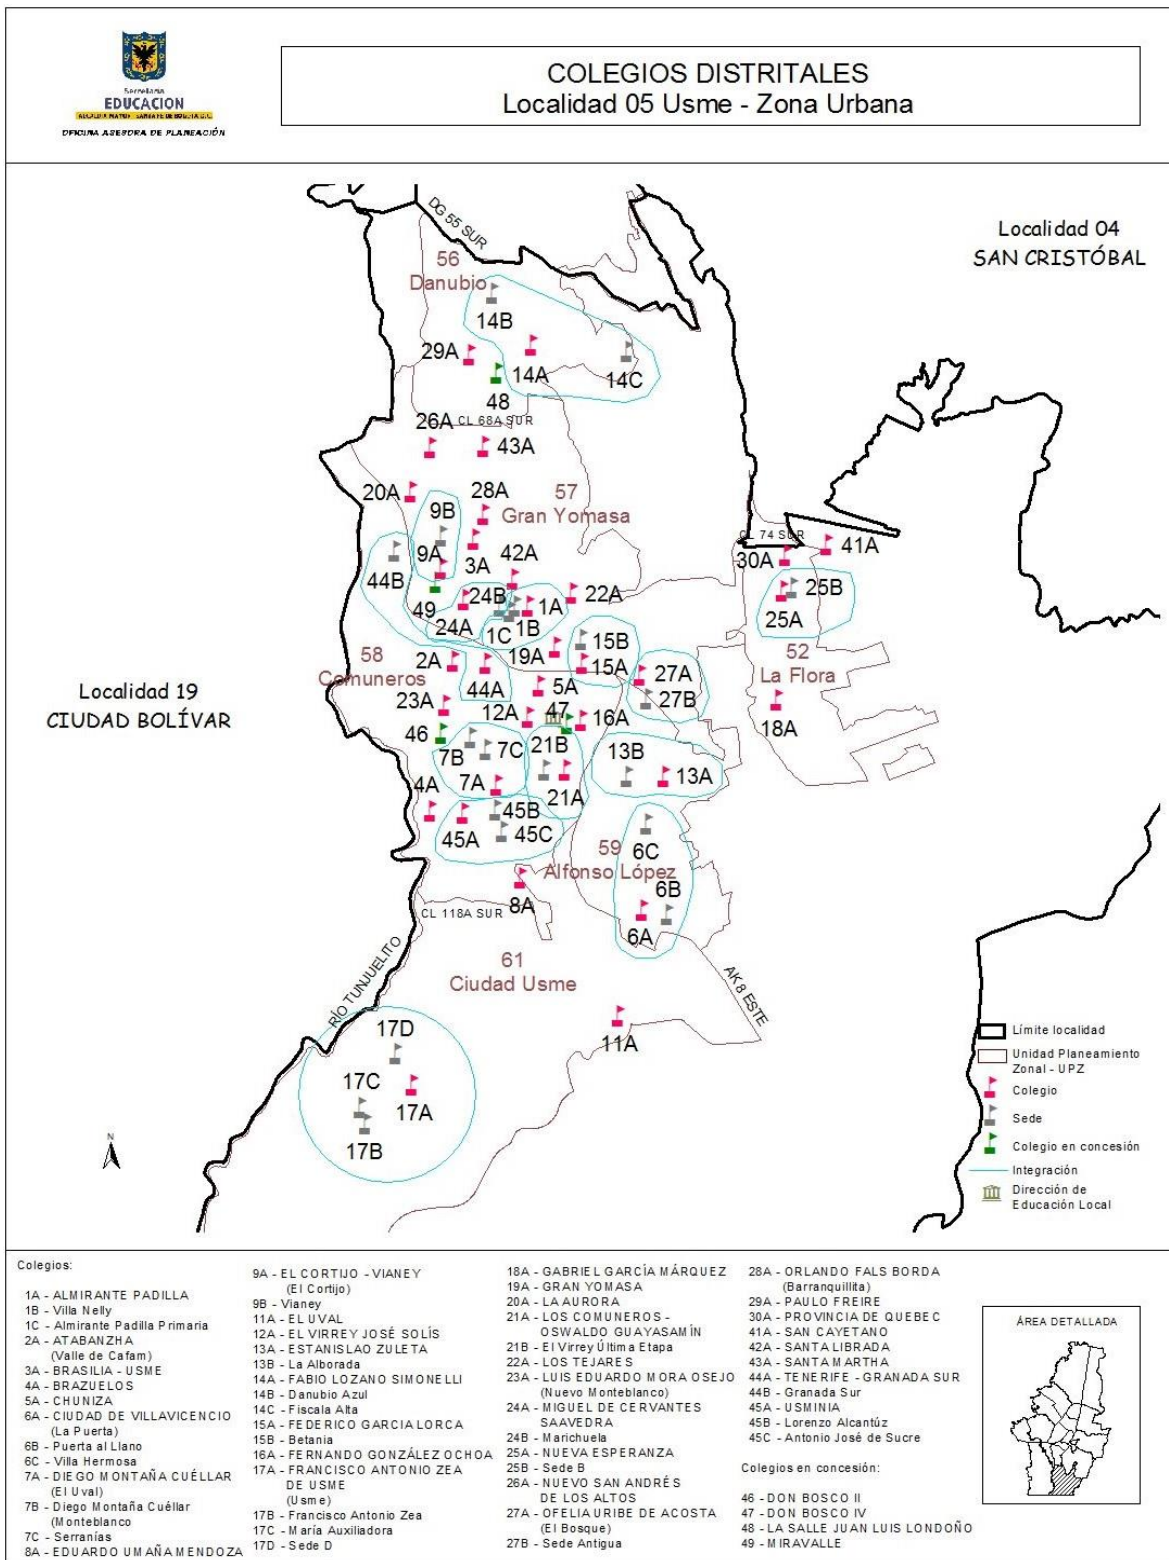 Secretaría
EDUCACION
ALCALDIA MAYOR - SANTA FE DE BOGOTA D.C.
OFICINA ASESORA DE PLANEACIÓN
COLEGIOS DISTRITALES
Localidad 05 Usme - Zona Urbana
Localidad 04
SAN CRISTÓBAL
DG 55 SUR
56
Danubio
14B
29A
14A
14C
48
26A
CL 68A SUR
43A
20A
28A
57
Gran Yomasa
9B
CL 74 SUR
41A
30A
9A
3A
42A
44B
25B
49
24B
22A
1A
25A
24A
1C
1B
15B
19A
58
Comuneros
2A
15A
27A
52
La Flora
Localidad 19
CIUDAD BOLÍVAR
44A
5A
27B
23A
12A
47
16A
18A
46
7B
7C
21B
13B
13A
4A
7A
21A
45B
45A
45C
59
Alfonso López
6C
6B
8A
CL 118A SUR
6A
61
Ciudad Usme
RÍO TUNJUELITO
AK 8 ESTE
17D
11A
17C
17A
17B
N
Límite localidad
Unidad Planeamiento
Zonal - UPZ
Colegio
Sede
Colegio en concesión
Integración
Dirección de
Educación Local
Colegios:
1A - ALMIRANTE PADILLA
1B - Villa Nelly
1C - Almirante Padilla Primaria
2A - ATABANZHA
(Valle de Cafam)
3A - BRASILIA - USME
4A - BRAZUELOS
5A - CHUNIZA
6A - CIUDAD DE VILLAVICENCIO
(La Puerta)
6B - Puerta al Llano
6C - Villa Hermosa
7A - DIEGO MONTAÑA CUÉLLAR
(El Uval)
7B - Diego Montaña Cuéllar
(Monteblanco
7C - Serranías
8A - EDUARDO UMAÑA MENDOZA
9A - EL CORTIJO - VIANEY
(El Cortijo)
9B - Vianey
11A - EL UVAL
12A - EL VIRREY JOSÉ SOLÍS
13A - ESTANISLAO ZULETA
13B - La Alborada
14A - FABIO LOZANO SIMONELLI
14B - Danubio Azul
14C - Fiscala Alta
15A - FEDERICO GARCIA LORCA
15B - Betania
16A - FERNANDO GONZÁLEZ OCHOA
17A - FRANCISCO ANTONIO ZEA
DE USME
(Usme)
17B - Francisco Antonio Zea
17C - María Auxiliadora
17D - Sede D
18A - GABRIEL GARCÍA MÁRQUEZ
19A - GRAN YOMASA
20A - LA AURORA
21A - LOS COMUNEROS -
OSWALDO GUAYASAMÍN
21B - El Virrey Última Etapa
22A - LOS TEJARES
23A - LUIS EDUARDO MORA OSEJO
(Nuevo Monteblanco)
24A - MIGUEL DE CERVANTES
SAAVEDRA
24B - Marichuela
25A - NUEVA ESPERANZA
25B - Sede B
26A - NUEVO SAN ANDRÉS
DE LOS ALTOS
27A - OFELIA URIBE DE ACOSTA
(El Bosque)
27B - Sede Antigua
28A - ORLANDO FALS BORDA
(Barranquillita)
29A - PAULO FREIRE
30A - PROVINCIA DE QUEBEC
41A - SAN CAYETANO
42A - SANTA LIBRADA
43A - SANTA MARTHA
44A - TENERIFE - GRANADA SUR
44B - Granada Sur
45A - USMINIA
45B - Lorenzo Alcantúz
45C - Antonio José de Sucre
Colegios en concesión:
46 - DON BOSCO II
47 - DON BOSCO IV
48 - LA SALLE JUAN LUIS LONDOÑO
49 - MIRAVALLE
ÁREA DETALLADA